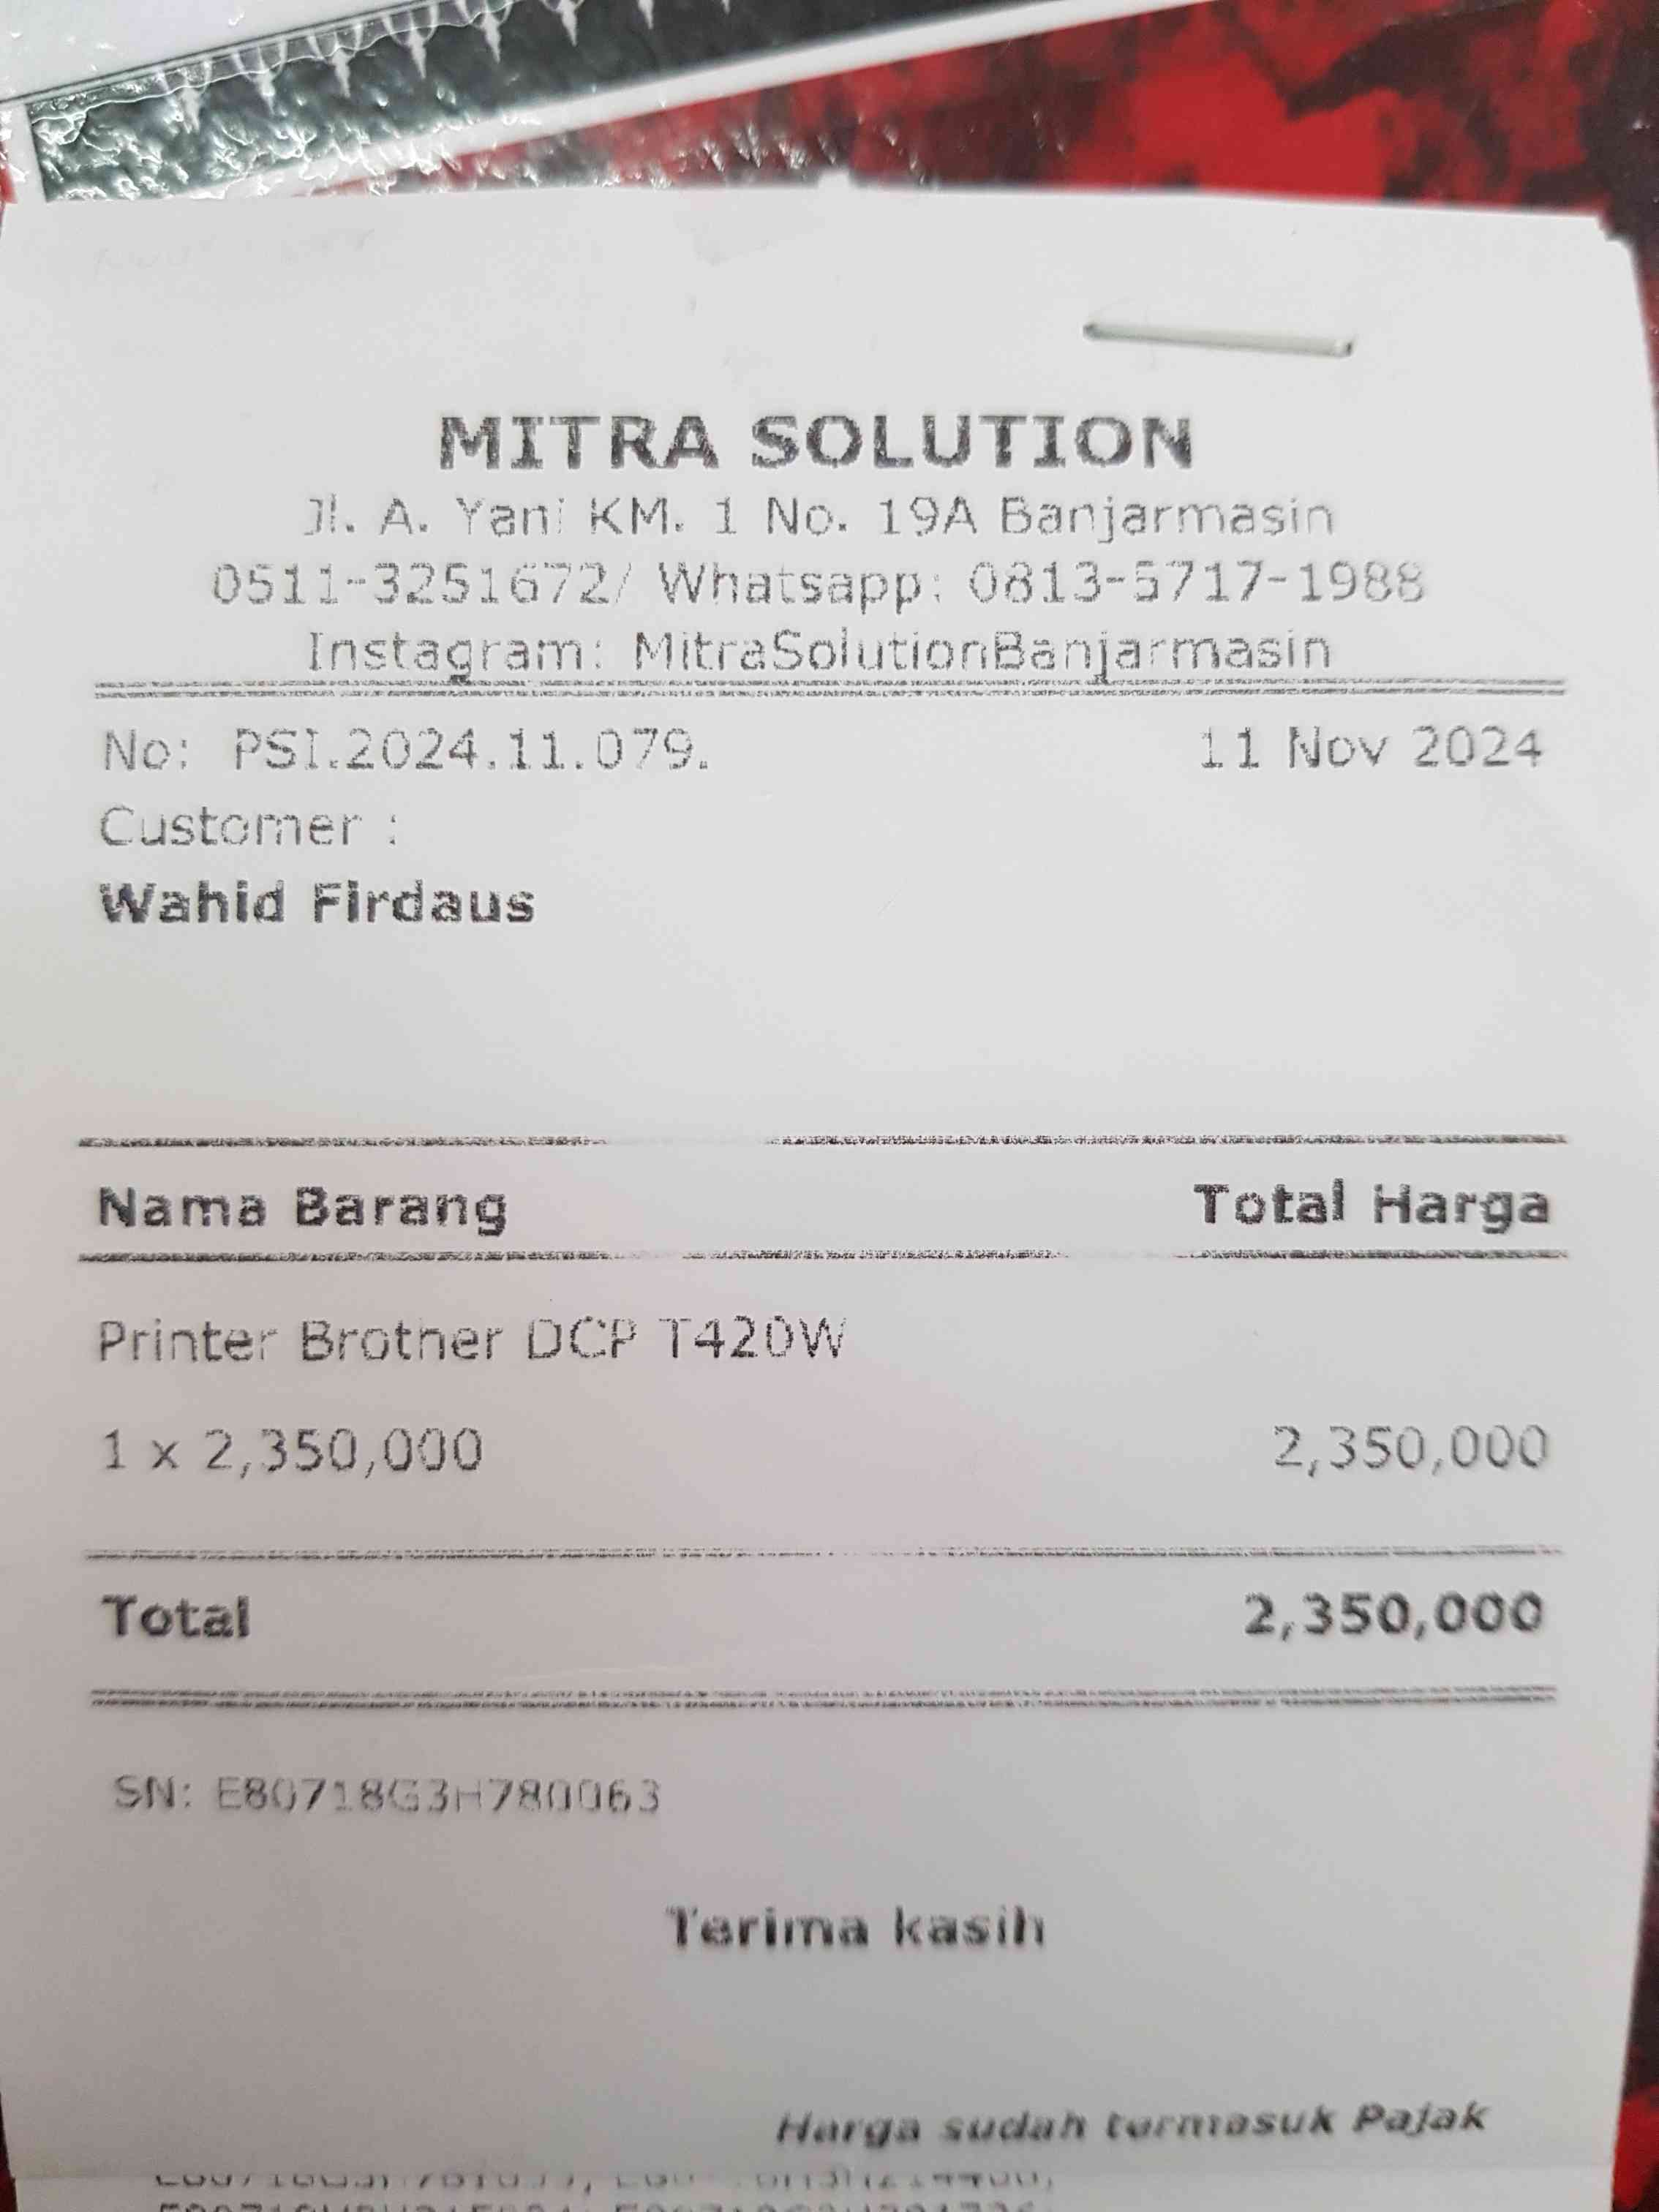 MITRA SOLUTION
Jl. A. Yani KM. 1 No. 19A Banjarmasin
0511-3251672/ Whatsapp: 0813-5717-1988
Instagram: MitraSolutionBanjarmasin
No: PSI.2024.11.079. 11 Nov 2024
Customer :
Wahid Firdaus
Nama Barang Total Harga
Printer Brother DCP T420W
1 x 2,350,000 2,350,000
Total 2,350,000
SN: E80718G3H780063
Terima kasih
Harga sudah termasuk Pajak